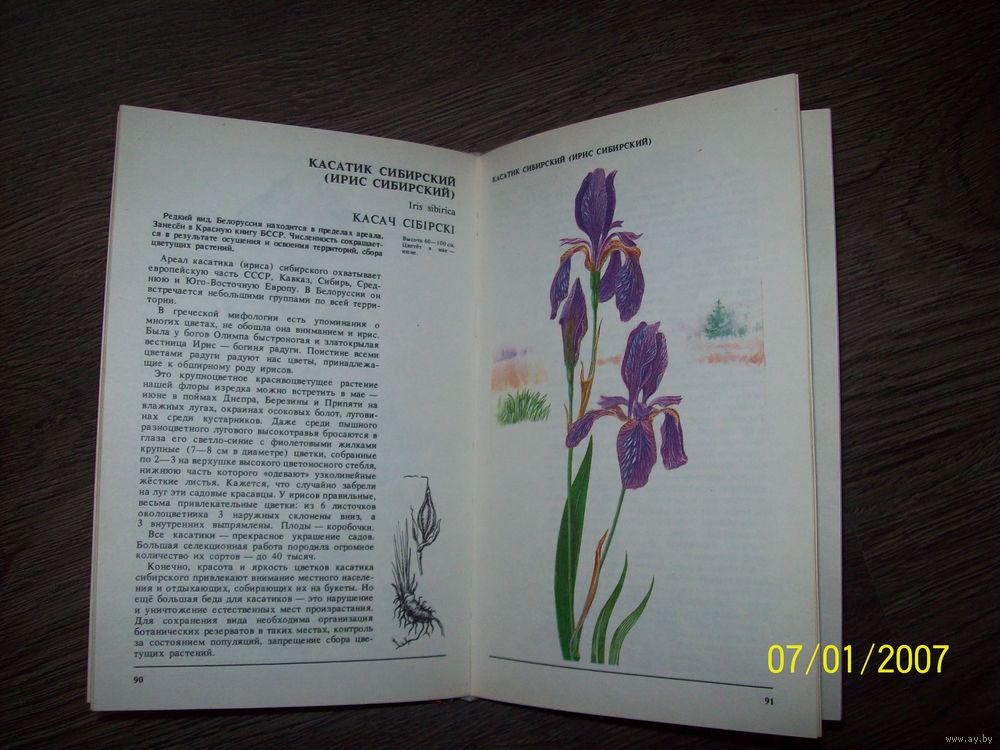 КАСАТИК СИБИРСКИЙ
(ИРИС СИБИРСКИЙ)
Iris sibirica
КАСАЧ СІБІРСКІ
Высота 60—100 см.
Цветёт в мае —
июне.
Редкий вид. Белоруссия находится в пределах ареала.
Занесён в Красную книгу БССР. Численность сокращает-
ся в результате осушения и освоения территорий, сбора
цветущих растений.
Ареал касатика (ириса) сибирского охватывает
европейскую часть СССР, Кавказ, Сибирь, Сред-
нюю и Юго-Восточную Европу. В Белоруссии он
встречается небольшими группами по всей терри-
тории.
В греческой мифологии есть упоминания о
многих цветах, не обошла она вниманием и ирис.
Была у богов Олимпа быстроногая и златокрылая
вестница Ирис — богиня радуги. Поистине всеми
цветами радуги радуют нас цветы, принадлежа-
щие к обширному роду ирисов.
Это крупноцветное красивоцветущее растение
нашей флоры изредка можно встретить в мае —
июне в поймах Днепра, Березины и Припяти на
влажных лугах, окраинах осоковых болот, лугови-
нах среди кустарников. Даже среди пышного
разноцветного лугового высокотравья бросаются в
глаза его светло-синие с фиолетовыми жилками
крупные (7—8 см в диаметре) цветки, собранные
по 2—3 на верхушке высокого цветоносного стебля,
нижнюю часть которого «одевают» узколинейные
жёсткие листья. Кажется, что случайно забрели
на луг эти садовые красавцы. У ирисов правильные,
весьма привлекательные цветки: из 6 листочков
околоцветника 3 наружных склонены вниз, а
3 внутренних выпрямлены. Плоды — коробочки.
Все касатики — прекрасное украшение садов.
Большая селекционная работа породила огромное
количество их сортов — до 40 тысяч.
Конечно, красота и яркость цветков касатика
сибирского привлекают внимание местного населе-
ния и отдыхающих, собирающих их на букеты. Но
ещё большая беда для касатиков — это нарушение
и уничтожение естественных мест произрастания.
Для сохранения вида необходима организация
ботанических резерватов в таких местах, контроль
за состоянием популяций, запрещение сбора цве-
тущих растений.
90
КАСАТИК СИБИРСКИЙ (ИРИС СИБИРСКИЙ)
91
07/01/2007
www.ay.by